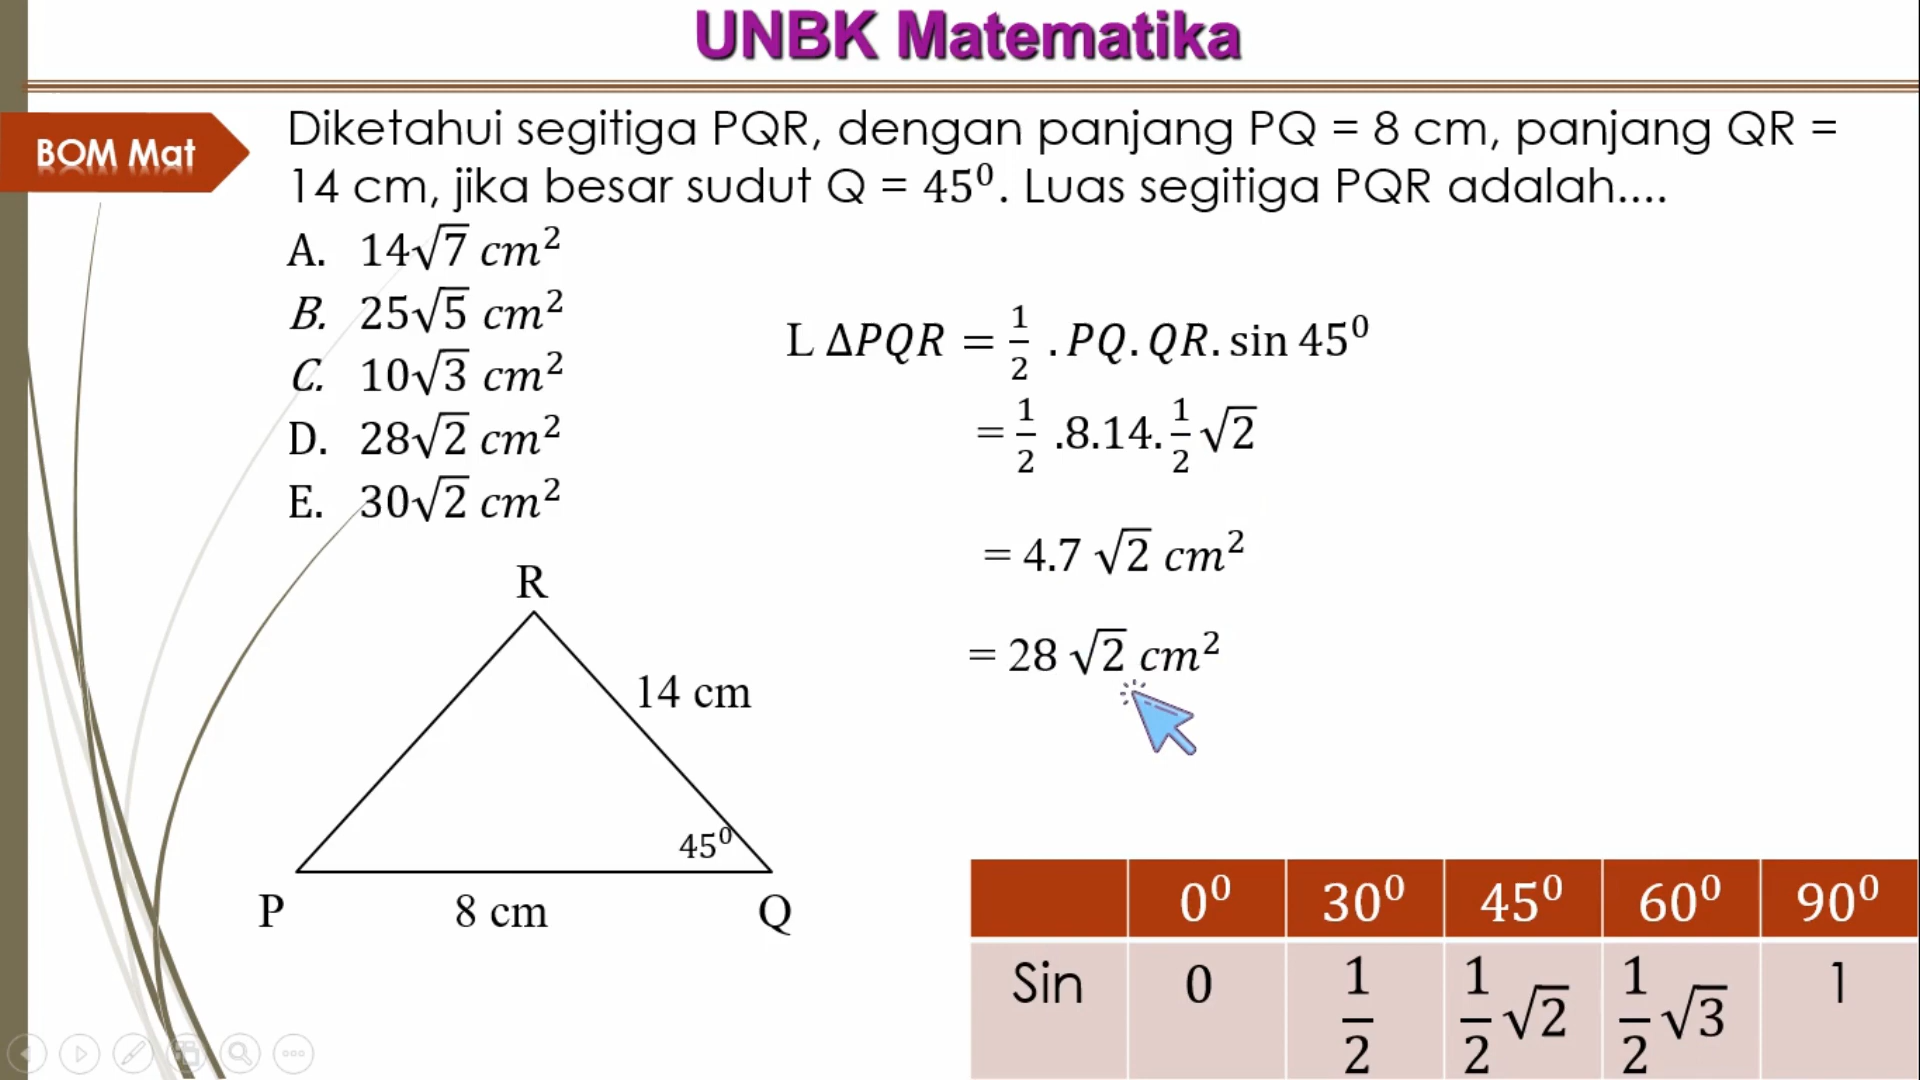 UNBK Matematika
BOM Mat
Diketahui segitiga PQR, dengan panjang PQ = 8 cm, panjang QR =
14 cm, jika besar sudut Q = 45⁰. Luas segitiga PQR adalah....
A. 14√7 cm²
B. 25√5 cm²
C. 10√3 cm²
D. 28√2 cm²
E. 30√2 cm²
L ΔPQR = 1/2 .PQ.QR.sin 45⁰
= 1/2 .8.14.1/2 √2
= 4.7 √2 cm²
= 28 √2 cm²
R
14 cm
45⁰
P
8 cm
Q
0⁰ 30⁰ 45⁰ 60⁰ 90⁰
Sin 0 1/2 1/2 √2 1/2 √3 1